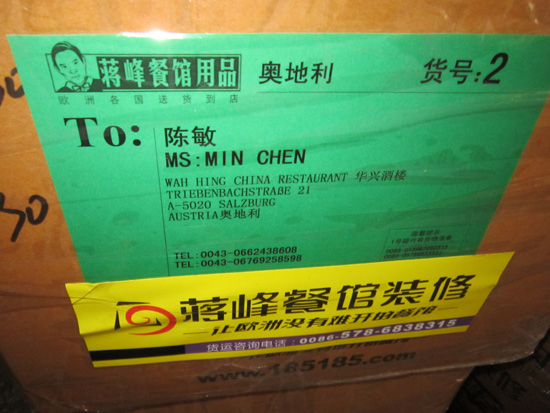 蒋峰餐馆用品
奥地利
货号:2
欧洲各国送货到店
To:
陈敏
MS:MIN CHEN
WAH HING CHINA RESTAURANT 华兴酒楼
TRIEBENBACHSTRAßE 21
A-5020 SALZBURG
AUSTRIA奥地利
TEL:0043-0662438608
TEL:0043-06769258598
蒋峰餐馆装修
让欧洲没有难开的餐馆
货运咨询电话:0086-578-6838315
www.185185.com